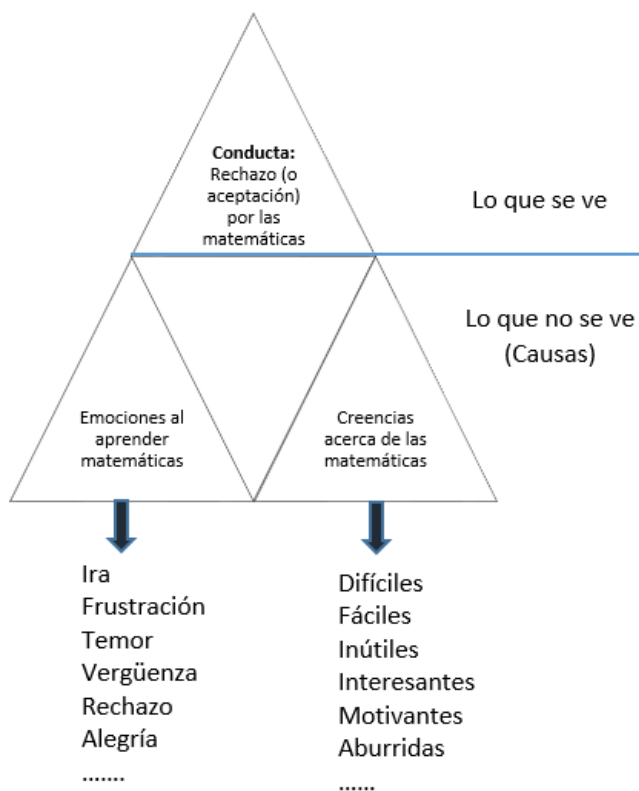 Conducta:
Rechazo (o
aceptación)
por las
matemáticas
Lo que se ve
Lo que no se ve
(Causas)
Emociones al
aprender
matemáticas
Creencias
acerca de las
matemáticas
Ira
Frustración
Temor
Vergüenza
Rechazo
Alegría
.......
Difíciles
Fáciles
Inútiles
Interesantes
Motivantes
Aburridas
......